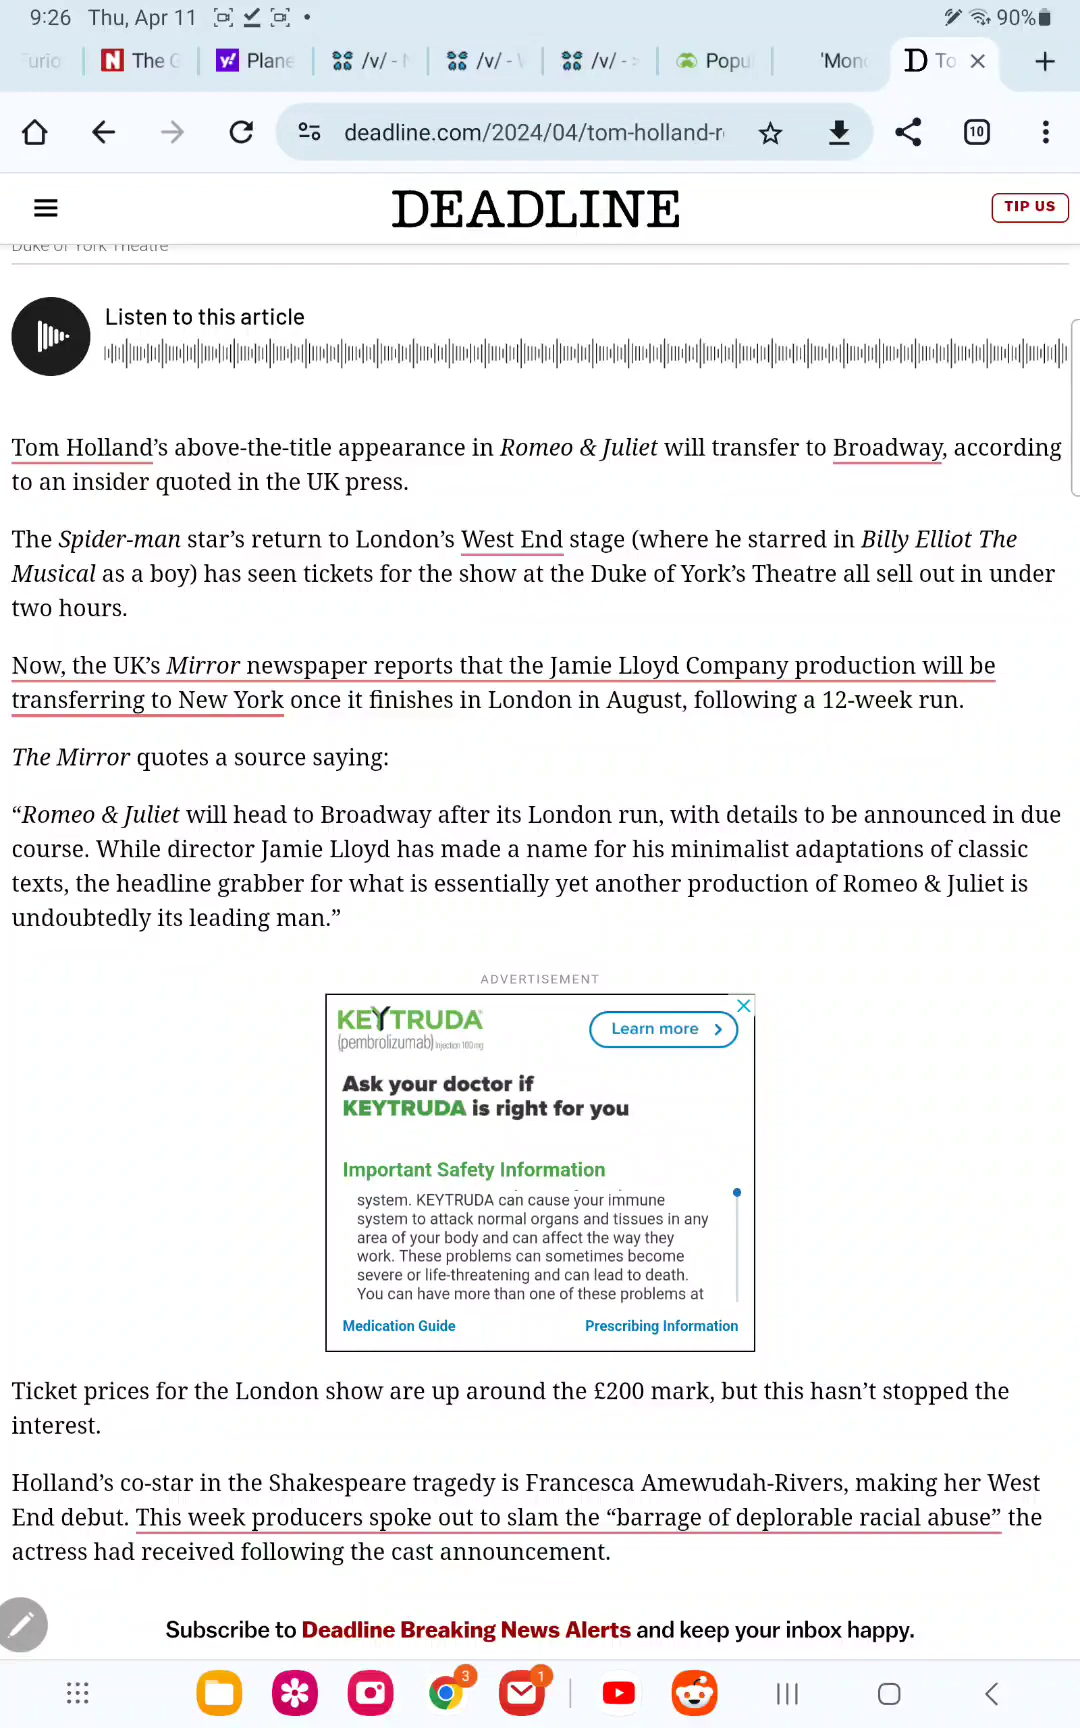 9:26 Thu, Apr 11 90%
The
Plane
/v/ -
/v/ -
/v/ -
Popu
'Mon
D To
deadline.com/2024/04/tom-holland-r
10
DEADLINE
TIP US
Duke of York Theatre
Listen to this article
Tom Holland’s above-the-title appearance in Romeo & Juliet will transfer to Broadway, according
to an insider quoted in the UK press.
The Spider-man star’s return to London’s West End stage (where he starred in Billy Elliot The
Musical as a boy) has seen tickets for the show at the Duke of York’s Theatre all sell out in under
two hours.
Now, the UK’s Mirror newspaper reports that the Jamie Lloyd Company production will be
transferring to New York once it finishes in London in August, following a 12-week run.
The Mirror quotes a source saying:
“Romeo & Juliet will head to Broadway after its London run, with details to be announced in due
course. While director Jamie Lloyd has made a name for his minimalist adaptations of classic
texts, the headline grabber for what is essentially yet another production of Romeo & Juliet is
undoubtedly its leading man.”
ADVERTISEMENT
KEYTRUDA
(pembrolizumab) Injection 100 mg
Learn more
Ask your doctor if
KEYTRUDA is right for you
Important Safety Information
system. KEYTRUDA can cause your immune
system to attack normal organs and tissues in any
area of your body and can affect the way they
work. These problems can sometimes become
severe or life-threatening and can lead to death.
You can have more than one of these problems at
Medication Guide Prescribing Information
Ticket prices for the London show are up around the £200 mark, but this hasn’t stopped the
interest.
Holland’s co-star in the Shakespeare tragedy is Francesca Amewudah-Rivers, making her West
End debut. This week producers spoke out to slam the “barrage of deplorable racial abuse” the
actress had received following the cast announcement.
Subscribe to Deadline Breaking News Alerts and keep your inbox happy.
3
1